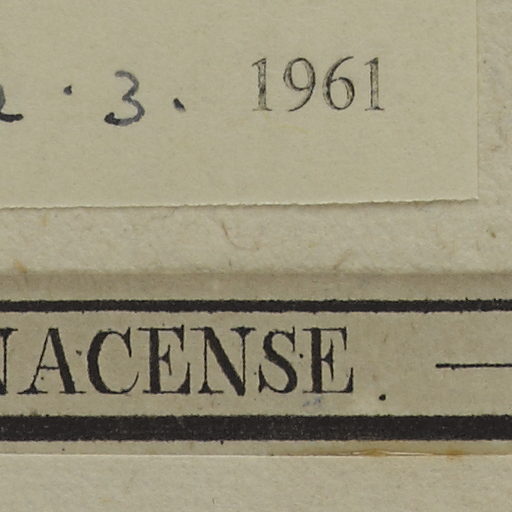 . 3. 1961
NACENSE. —